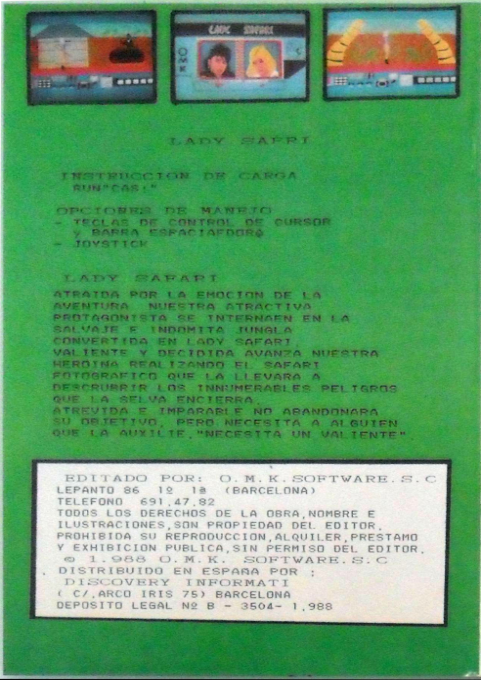 LADY SAFARI
O
M
K
S
LADY SAFRI
INSTRUCCION DE CARGA
RUN"CAS:"
OPCIONES DE MANEJO
- TECLAS DE CONTROL DE CURSOR
y BARRA ESPACIAFDORA
- JOYSTICK
LADY SAFARI
ATRAIDA POR LA EMOCION DE LA
AVENTURA NUESTRA ATRACTIVA
PROTAGONISTA SE INTERNAEN EN LA
SALVAJE E INDOMITA JUNGLA
CONVERTIDA EN LADY SAFARI.
VALIENTE Y DECIDIDA AVANZA NUESTRA
HEROINA REALIZANDO EL SAFARI
FOTOGRAFICO QUE LA LLEVARA A
DESCRUBRIR LOS INNUMERABLES PELIGROS
QUE LA SELVA ENCIERRA.
ATREVIDA E IMPARABLE NO ABANDONARA
SU OBJETIVO, PERO NECESITA A ALGUIEN
QUE LA AUXILIE,"NECESITA UN VALIENTE"
EDITADO POR: O.M.K.SOFTWARE.S.C
LEPANTO 86 1º 1ª (BARCELONA)
TELEFONO 691,47,82
TODOS LOS DERECHOS DE LA OBRA,NOMBRE E
ILUSTRACIONES,SON PROPIEDAD DEL EDITOR.
PROHIBIDA SU REPRODUCCION,ALQUILER,PRESTAMO
Y EXHIBICION PUBLICA,SIN PERMISO DEL EDITOR.
© 1.988 O.M.K. SOFTWARE.S.C
DISTRIBUIDO EN ESPAÑA POR :
DISCOVERY INFORMATI
( C/,ARCO IRIS 75) BARCELONA
DEPOSITO LEGAL Nº B - 3504- 1,988